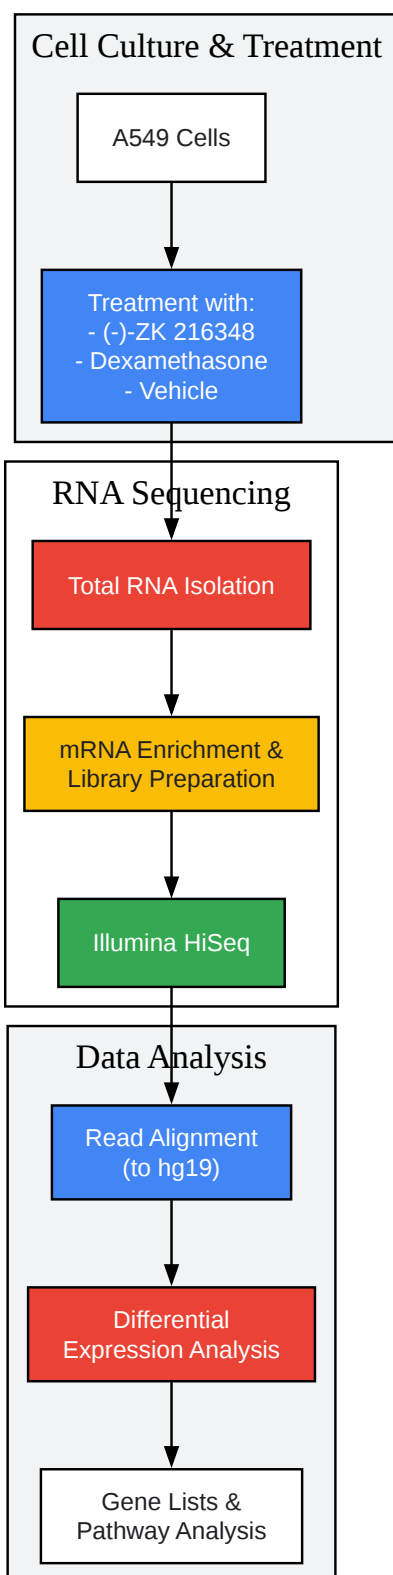 Cell Culture & Treatment
A549 Cells
Treatment with:
- (-)-ZK 216348
- Dexamethasone
- Vehicle
RNA Sequencing
Total RNA Isolation
mRNA Enrichment &
Library Preparation
Illumina HiSeq
Data Analysis
Read Alignment
(to hg19)
Differential
Expression Analysis
Gene Lists &
Pathway Analysis